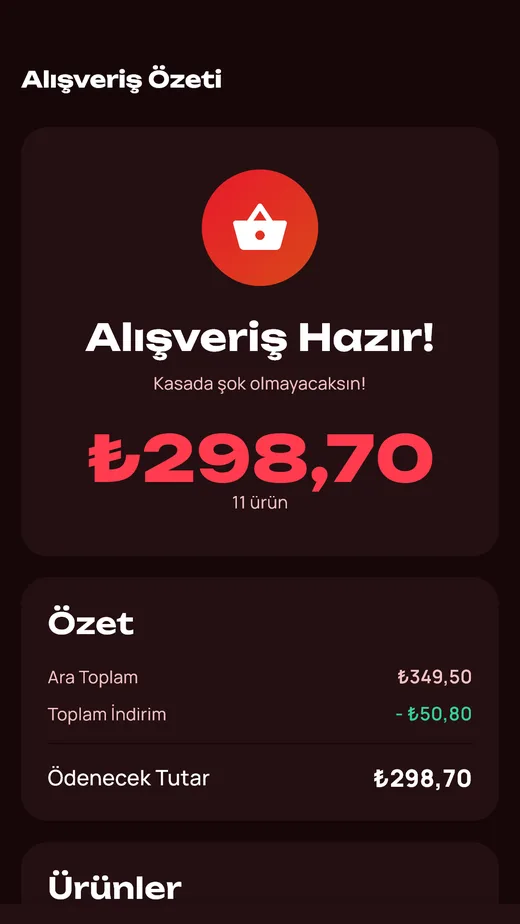 Alışveriş Özeti
Alışveriş Hazır!
Kasada şok olmayacaksın!
₺298,70
11 ürün
Özet
Ara Toplam ₺349,50
Toplam İndirim - ₺50,80
Ödenecek Tutar ₺298,70
Ürünler